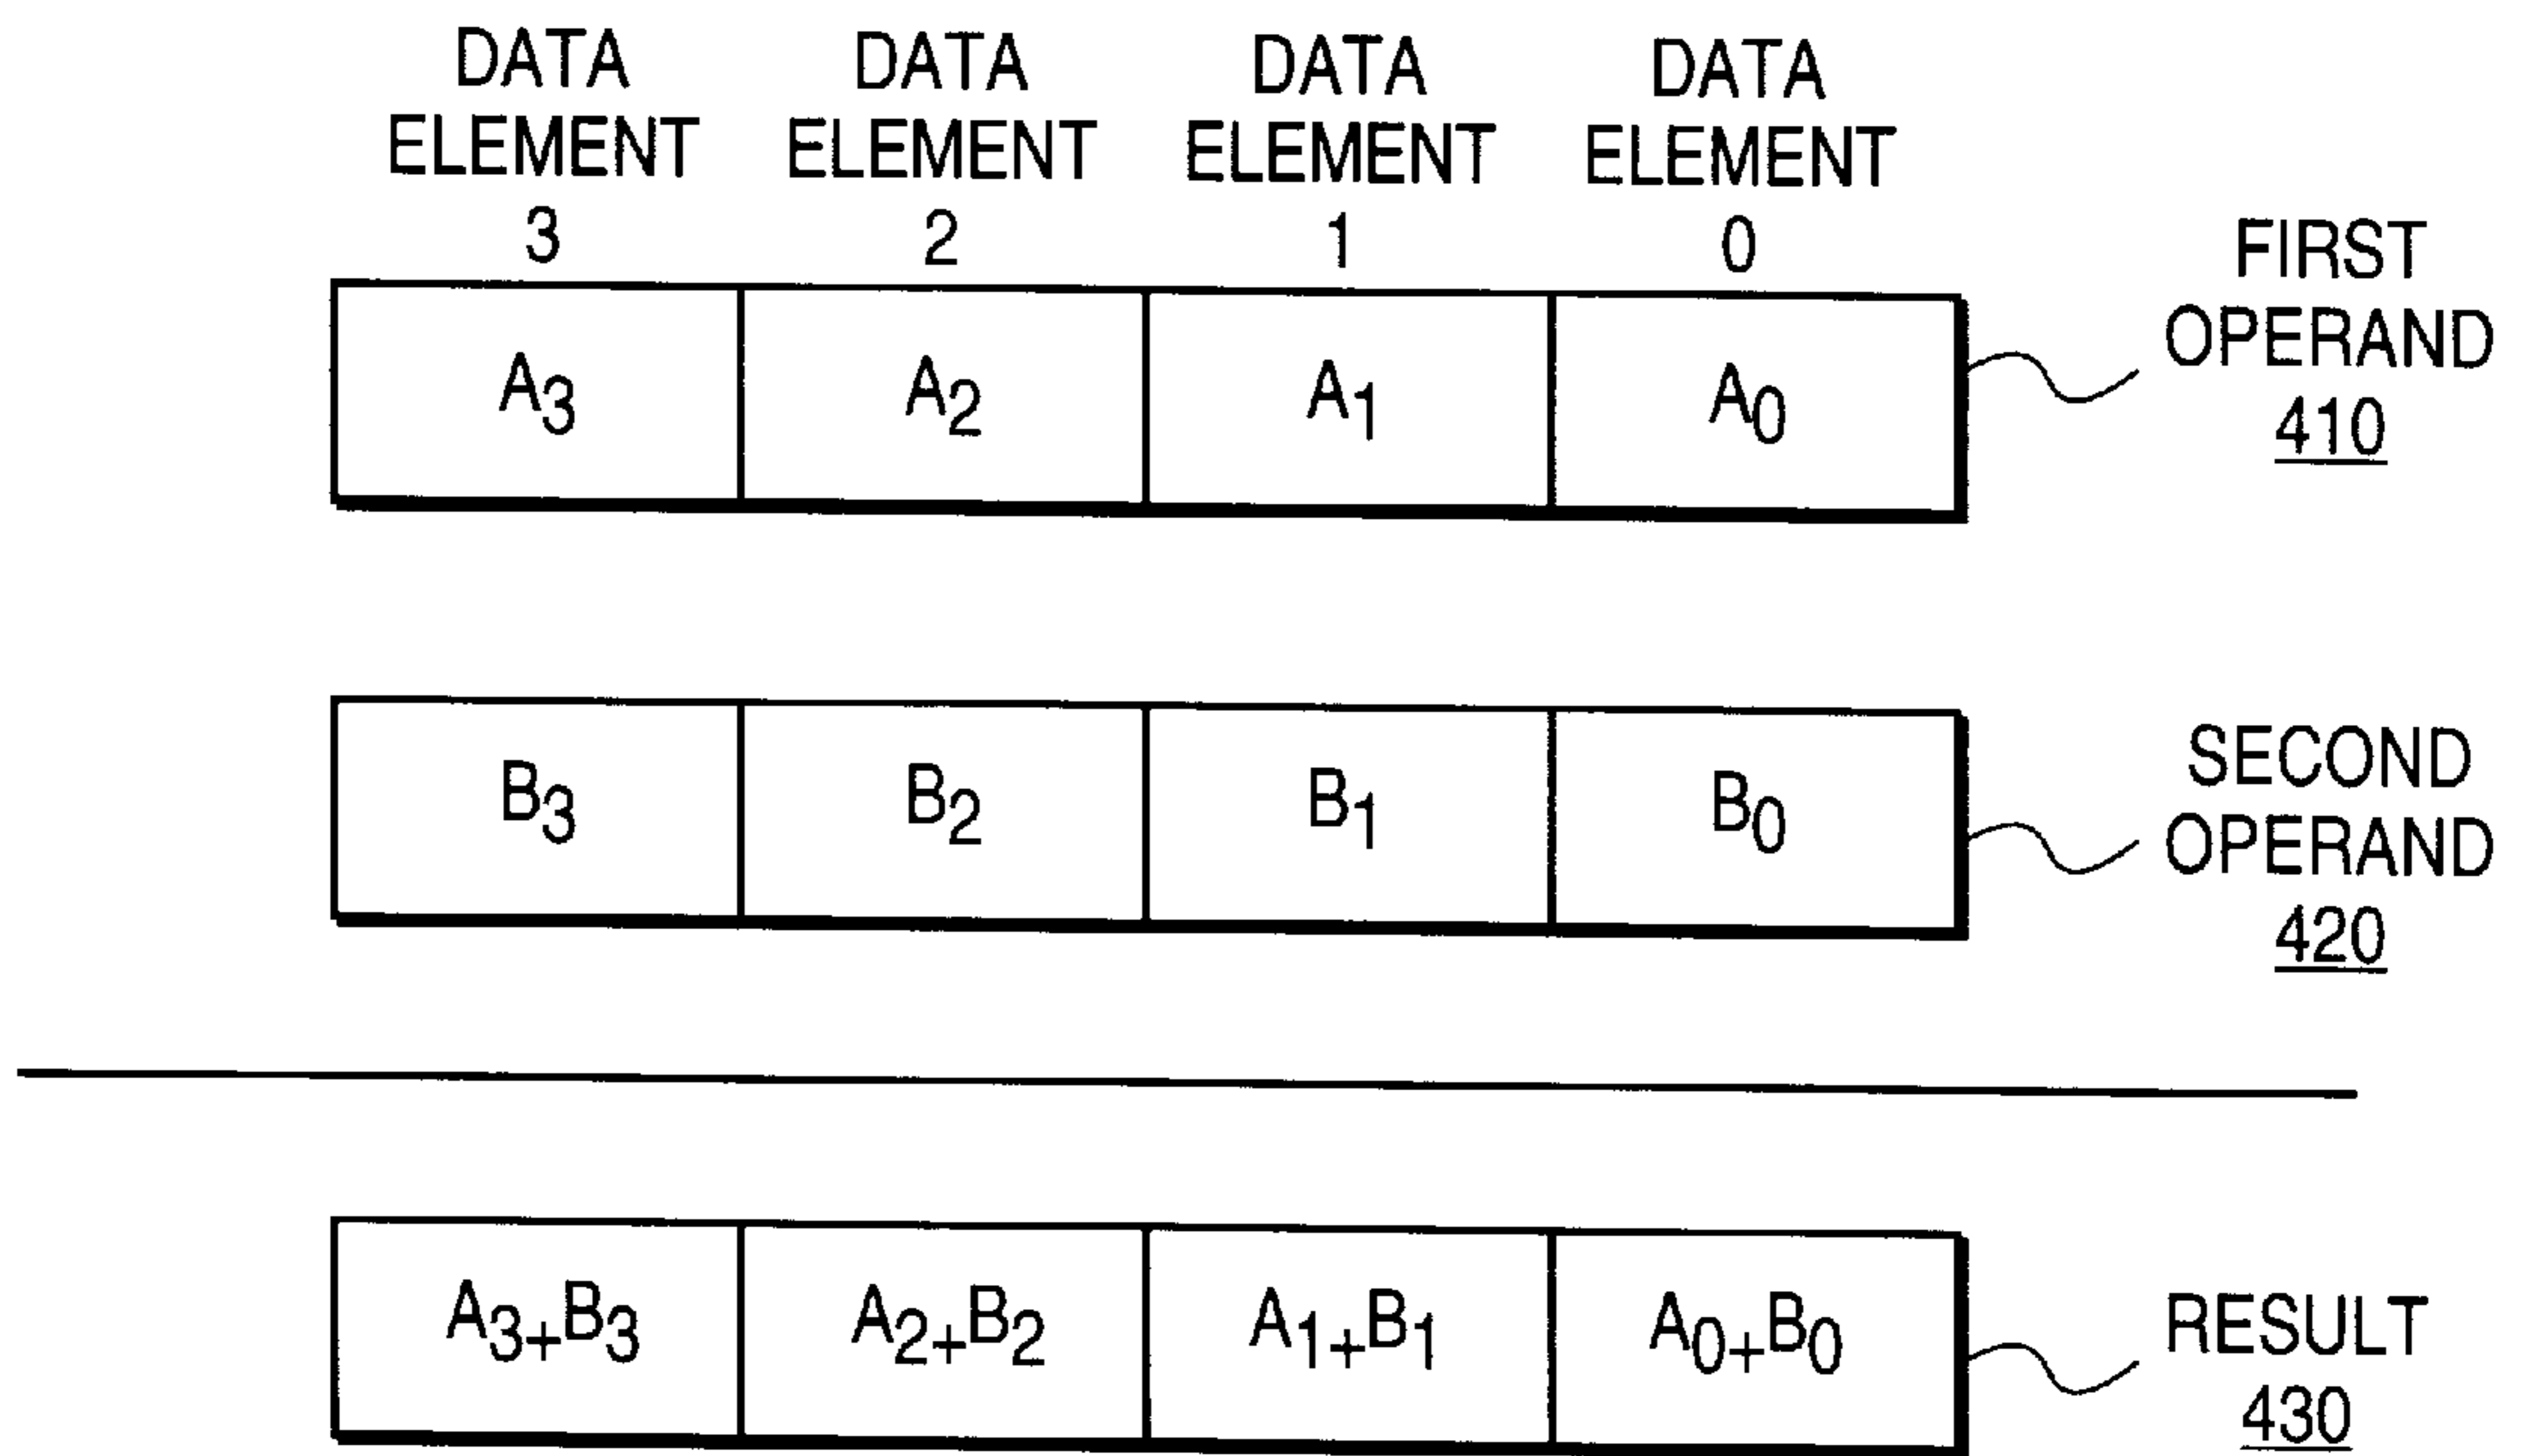 DATA ELEMENT 3
DATA ELEMENT 2
DATA ELEMENT 1
DATA ELEMENT 0
A3 A2 A1 A0
FIRST OPERAND 410
B3 B2 B1 B0
SECOND OPERAND 420
A3+B3 A2+B2 A1+B1 A0+B0
RESULT 430